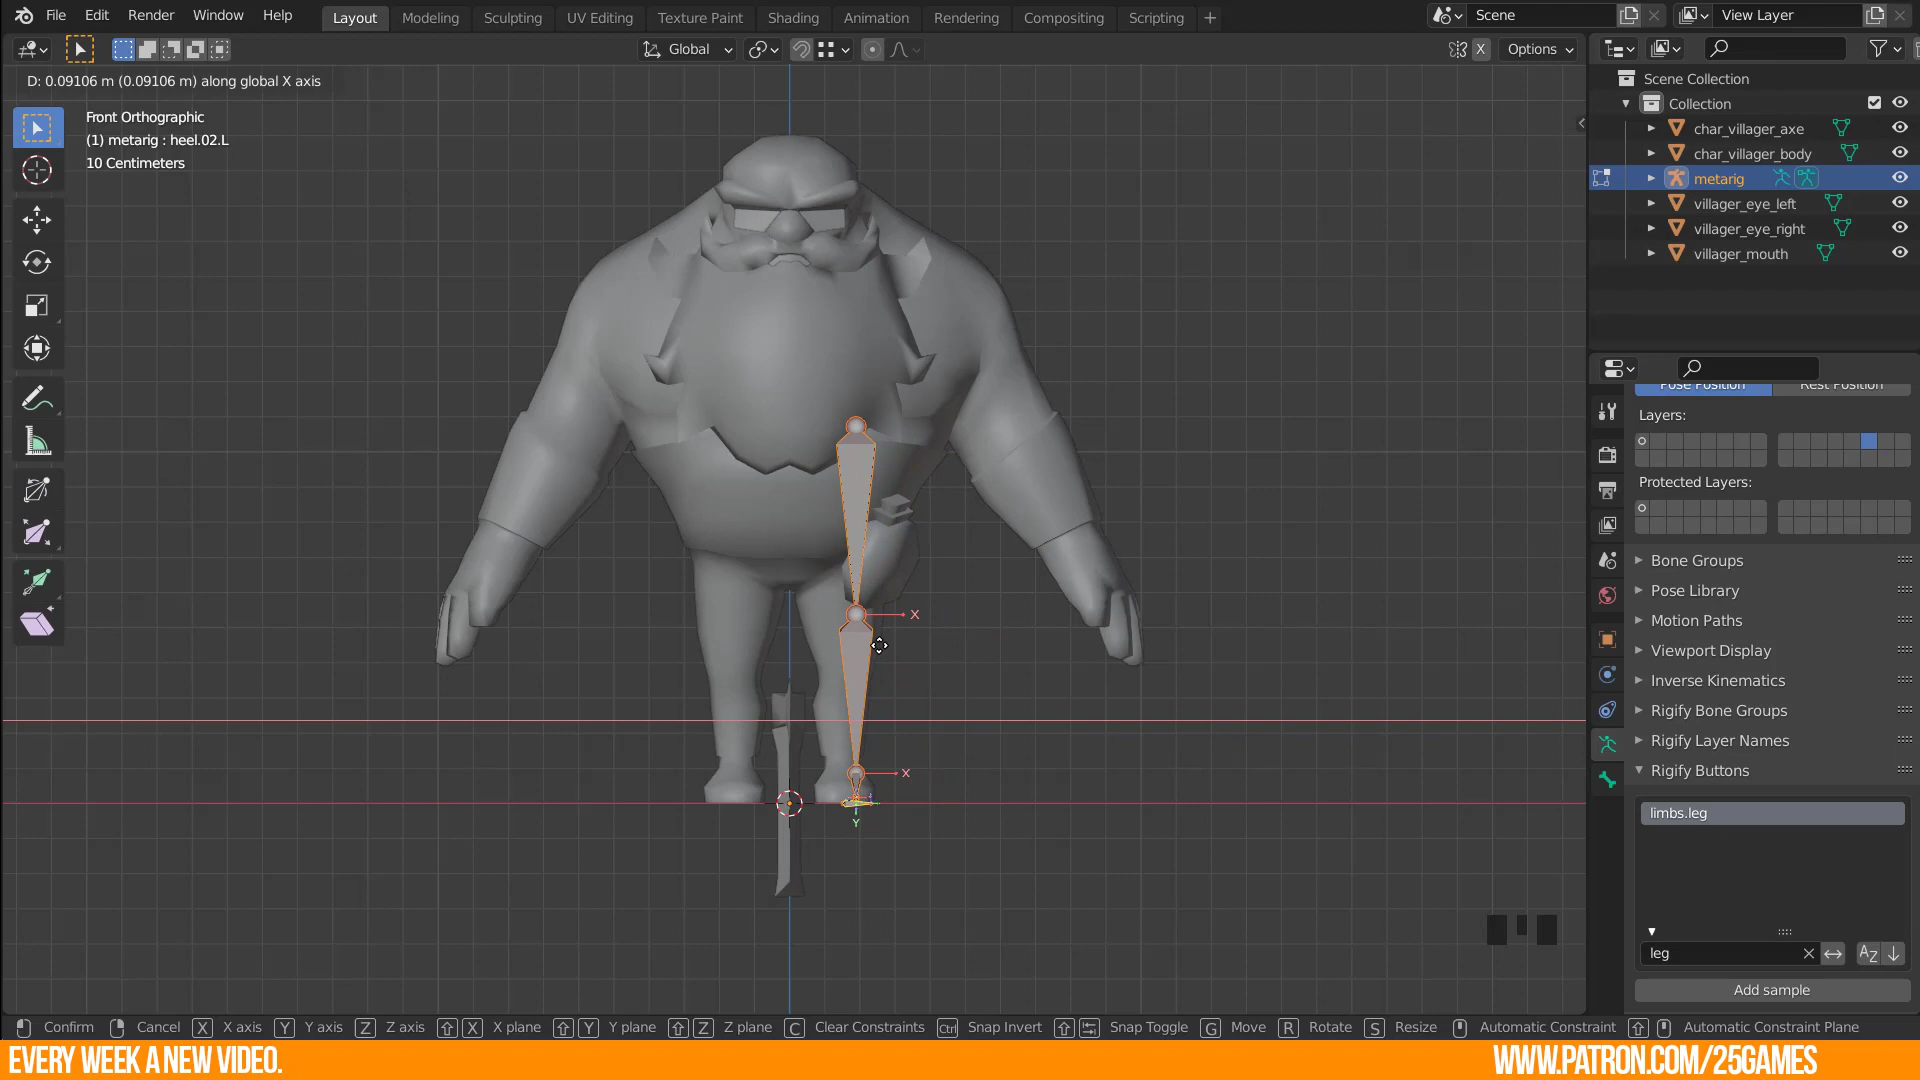 File Edit Render Window Help Layout Modeling Sculpting UV Editing Texture Paint Shading Animation Rendering Compositing Scripting + Scene View Layer
Global X Options
D: 0.09106 m (0.09106 m) along global X axis
Front Orthographic
(1) metarig : heel.02.L
10 Centimeters
Scene Collection
Collection
char_villager_axe
char_villager_body
metarig
villager_eye_left
villager_eye_right
villager_mouth
Pose Position Rest Position
Layers:
Protected Layers:
Bone Groups
Pose Library
Motion Paths
Viewport Display
Inverse Kinematics
Rigify Bone Groups
Rigify Layer Names
Rigify Buttons
limbs.leg
leg
Add sample
X
X
Y
Confirm Cancel X X axis Y Y axis Z Z axis X X plane Y Y plane Z Z plane C Clear Constraints Ctrl Snap Invert Snap Toggle G Move R Rotate S Resize Automatic Constraint Automatic Constraint Plane
EVERY WEEK A NEW VIDEO. WWW.PATRON.COM/25GAMES